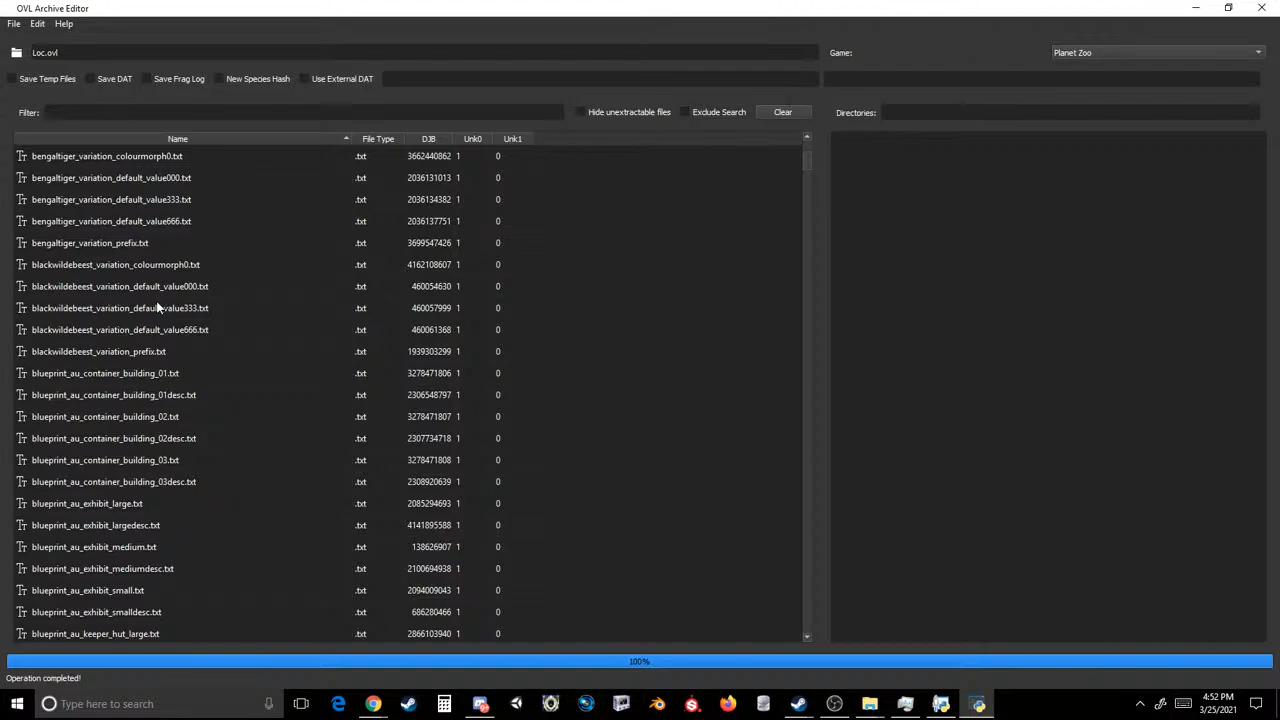 OVL Archive Editor
File Edit Help
Loc.ovl Game: Planet Zoo
Save Temp Files Save DAT Save Frag Log New Species Hash Use External DAT
Filter: Hide unextractable files Exclude Search Clear Directories:
Name File Type DJB Unk0 Unk1
bengaltiger_variation_colourmorph0.txt .txt 3662440862 1 0
bengaltiger_variation_default_value000.txt .txt 2036131013 1 0
bengaltiger_variation_default_value333.txt .txt 2036134382 1 0
bengaltiger_variation_default_value666.txt .txt 2036137751 1 0
bengaltiger_variation_prefix.txt .txt 3699547426 1 0
blackwildebeest_variation_colourmorph0.txt .txt 4162108607 1 0
blackwildebeest_variation_default_value000.txt .txt 460054630 1 0
blackwildebeest_variation_default_value333.txt .txt 460057999 1 0
blackwildebeest_variation_default_value666.txt .txt 460061368 1 0
blackwildebeest_variation_prefix.txt .txt 1939303299 1 0
blueprint_au_container_building_01.txt .txt 3278471806 1 0
blueprint_au_container_building_01desc.txt .txt 2306548797 1 0
blueprint_au_container_building_02.txt .txt 3278471807 1 0
blueprint_au_container_building_02desc.txt .txt 2307734718 1 0
blueprint_au_container_building_03.txt .txt 3278471808 1 0
blueprint_au_container_building_03desc.txt .txt 2308920639 1 0
blueprint_au_exhibit_large.txt .txt 2085294693 1 0
blueprint_au_exhibit_largedesc.txt .txt 4141895588 1 0
blueprint_au_exhibit_medium.txt .txt 138626907 1 0
blueprint_au_exhibit_mediumdesc.txt .txt 2100694938 1 0
blueprint_au_exhibit_small.txt .txt 2094009043 1 0
blueprint_au_exhibit_smalldesc.txt .txt 686280466 1 0
blueprint_au_keeper_hut_large.txt .txt 2866103940 1 0
100%
Operation completed!
Type here to search
4:52 PM
3/25/2021